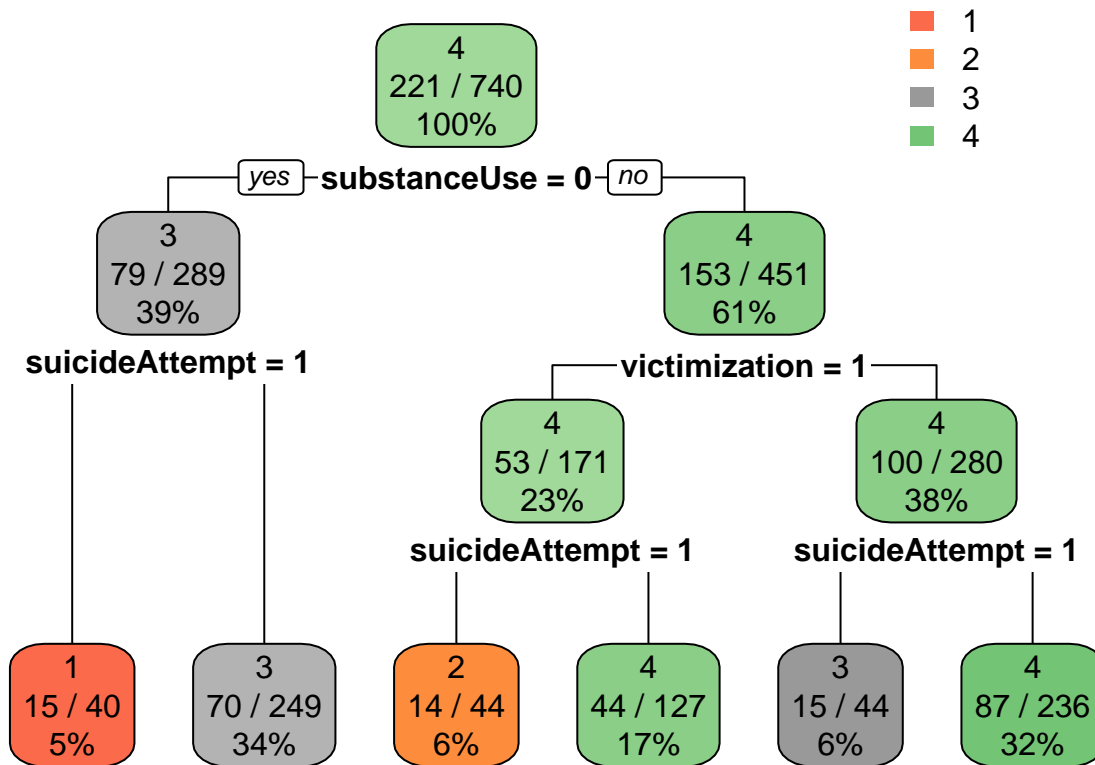 4
221 / 740
100%
1
2
3
4
yes substanceUse = 0 no
3
79 / 289
39%
4
153 / 451
61%
suicideAttempt = 1
victimization = 1
4
53 / 171
23%
4
100 / 280
38%
suicideAttempt = 1
suicideAttempt = 1
1
15 / 40
5%
3
70 / 249
34%
2
14 / 44
6%
4
44 / 127
17%
3
15 / 44
6%
4
87 / 236
32%